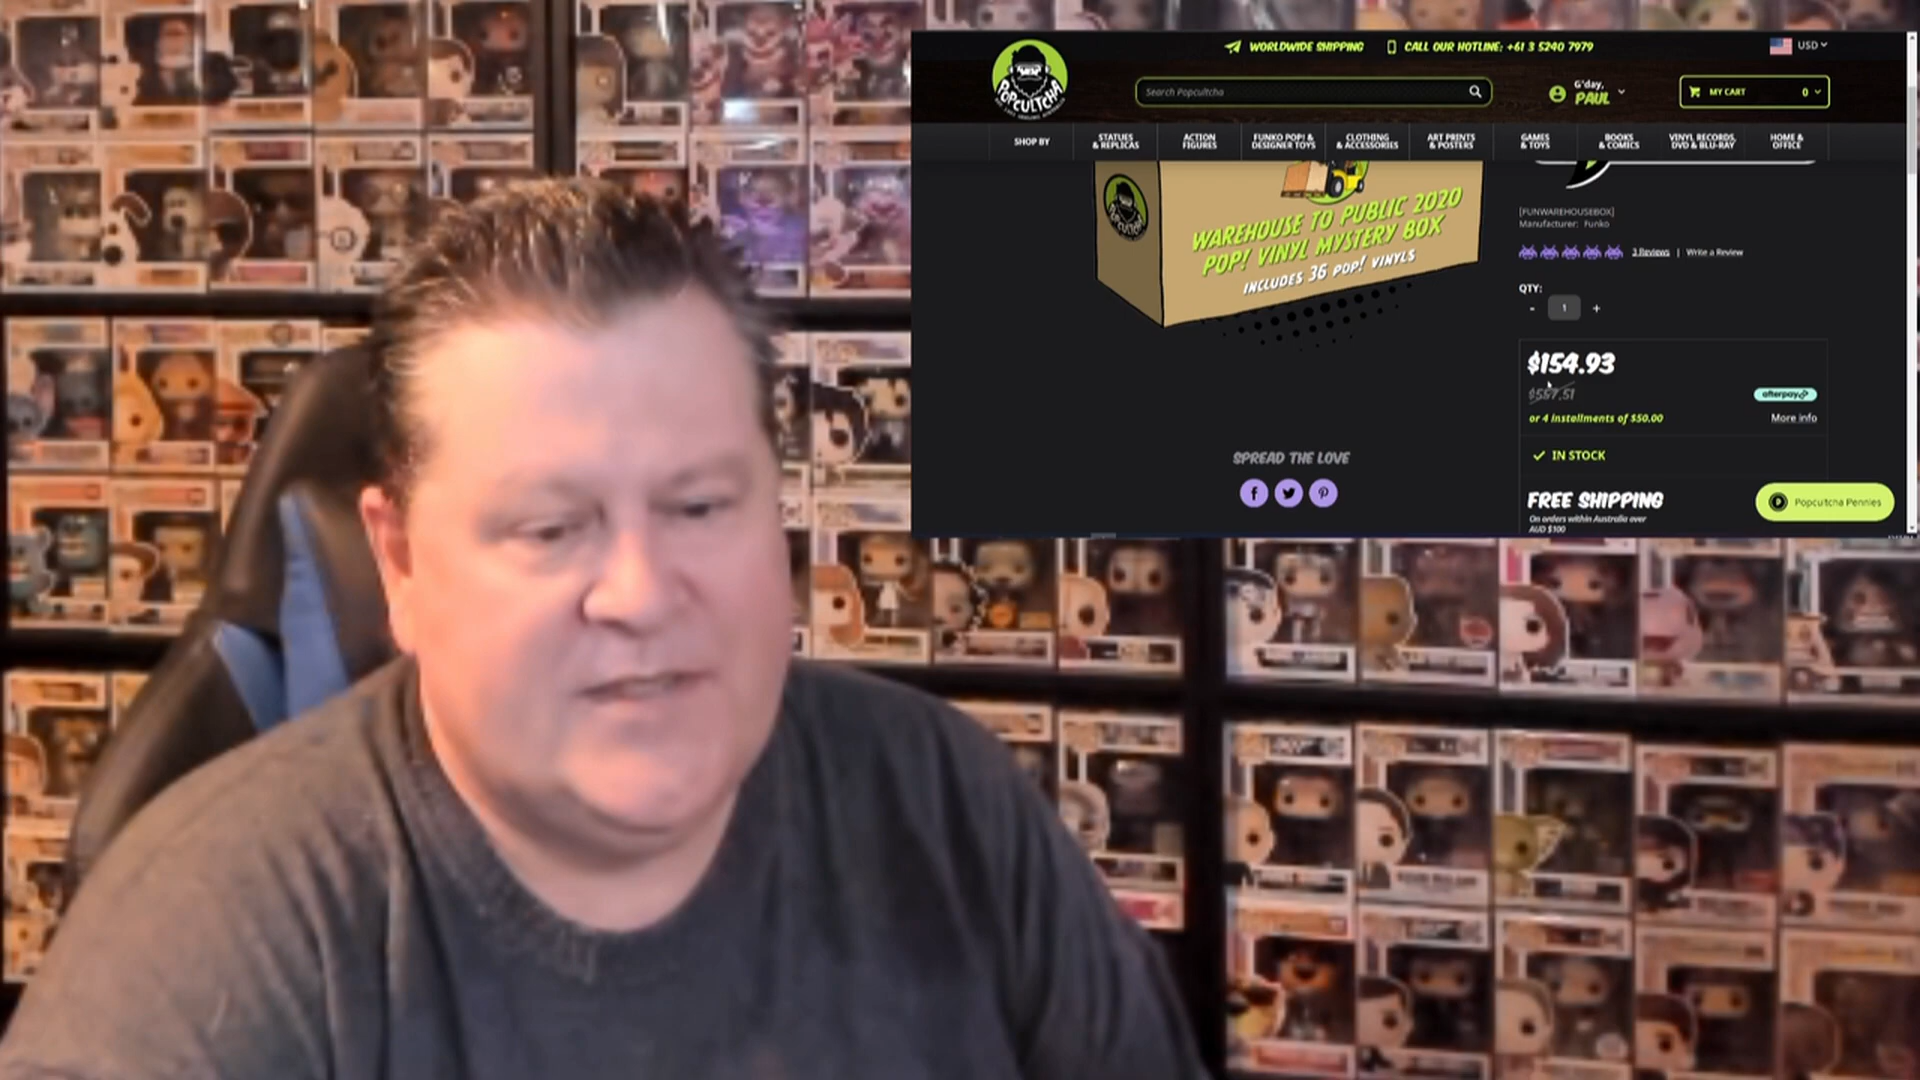 WORLDWIDE SHIPPING
CALL OUR HOTLINE: +61 3 5240 7979
USD
POPCULTCHA
Search Popcultcha
G'day,
PAUL
MY CART
0
SHOP BY
STATUES
& REPLICAS
ACTION
FIGURES
FUNKO POP! &
DESIGNER TOYS
CLOTHING
& ACCESSORIES
ART PRINTS
& POSTERS
GAMES
& TOYS
BOOKS
& COMICS
VINYL RECORDS,
DVD & BLU-RAY
HOME &
OFFICE
WAREHOUSE TO PUBLIC 2020
POP! VINYL MYSTERY BOX
INCLUDES 36 POP! VINYLS
[FUNWAREHOUSEBOX]
Manufacturer: Funko
3 Reviews | Write a Review
QTY:
- 1 +
$154.93
$557.51
afterpay
or 4 installments of $50.00
More info
IN STOCK
SPREAD THE LOVE
FREE SHIPPING
On orders within Australia over
AUD $100
Popcultcha Pennies